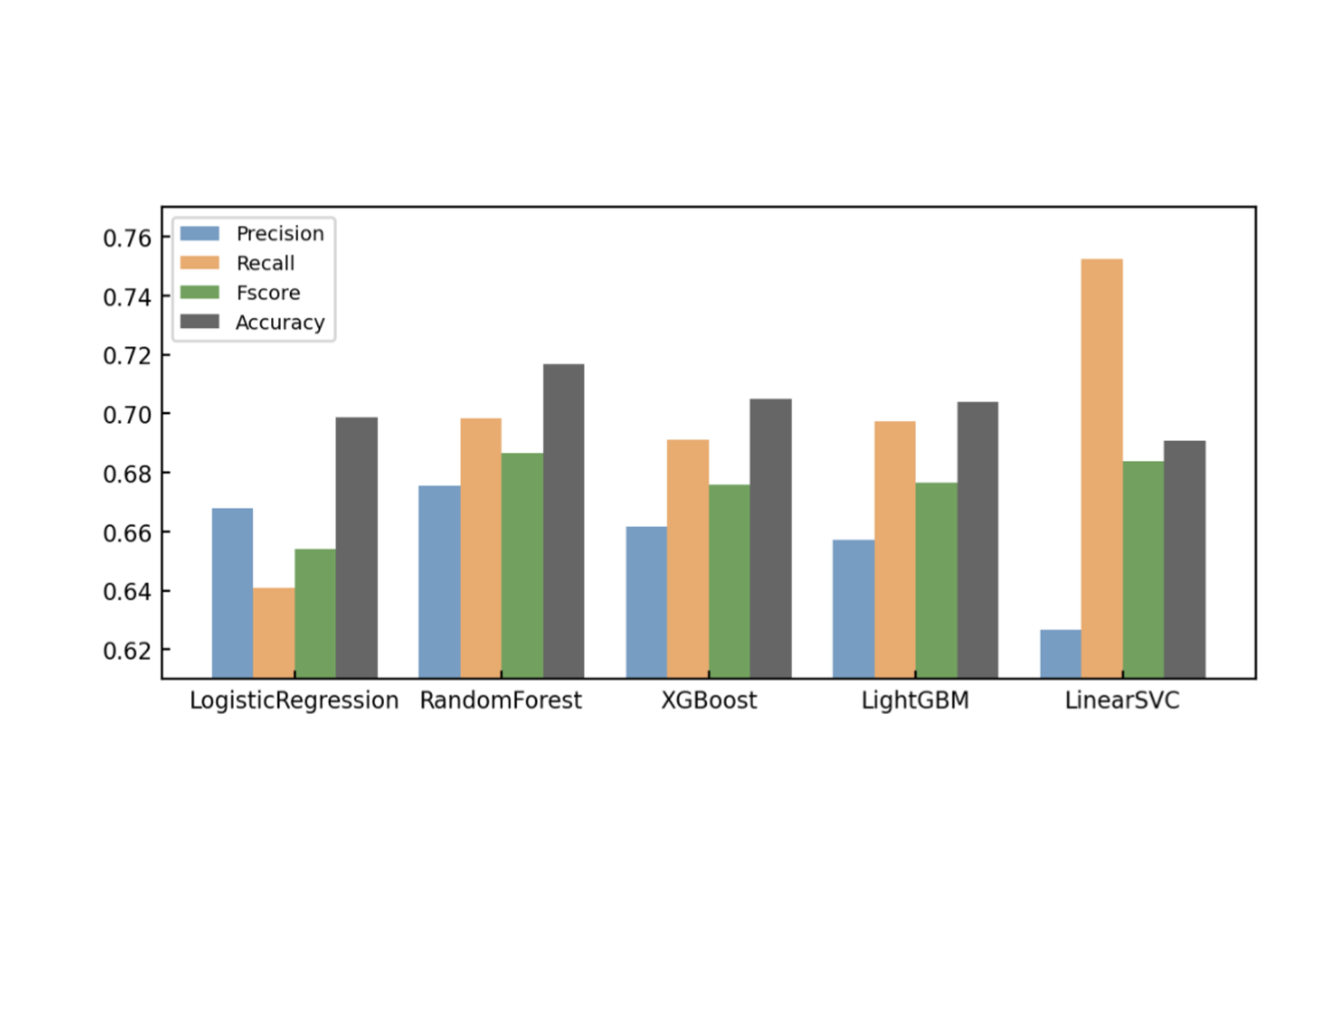 Precision
Recall
Fscore
Accuracy
0.76
0.74
0.72
0.70
0.68
0.66
0.64
0.62
LogisticRegression RandomForest XGBoost LightGBM LinearSVC